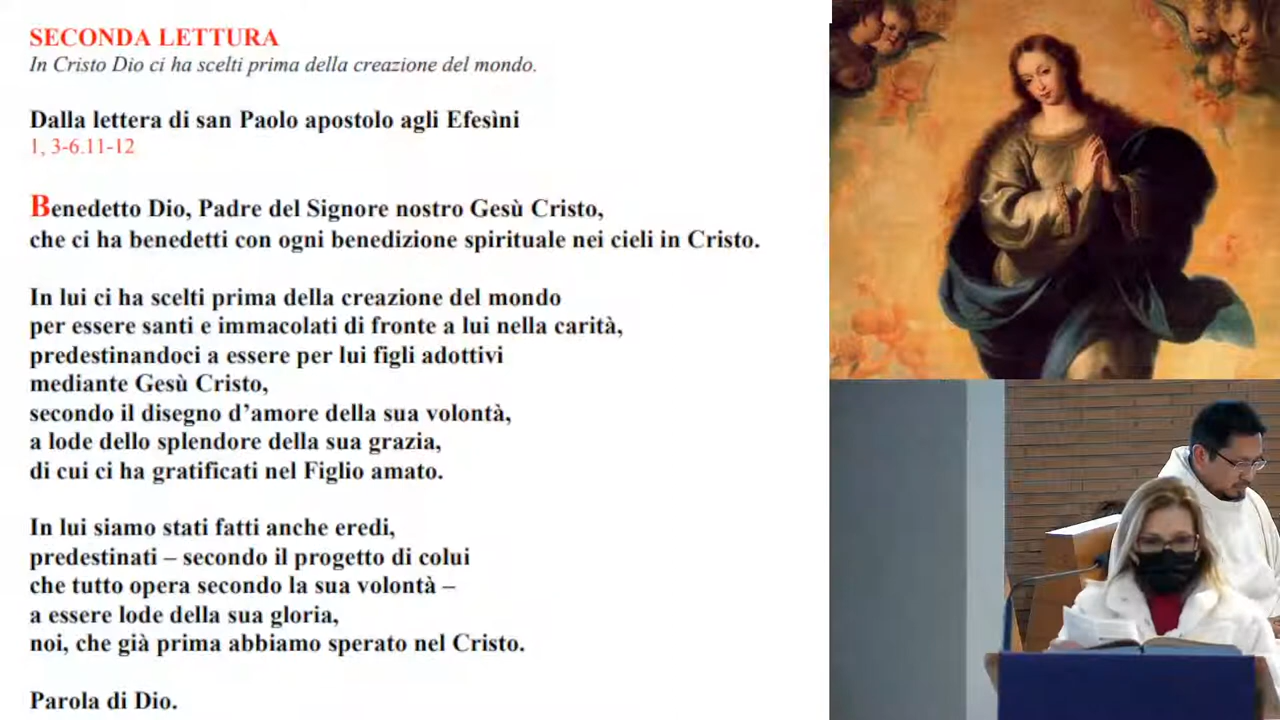 SECONDA LETTURA
In Cristo Dio ci ha scelti prima della creazione del mondo.
Dalla lettera di san Paolo apostolo agli Efesìni
1, 3-6.11-12
Benedetto Dio, Padre del Signore nostro Gesù Cristo,
che ci ha benedetti con ogni benedizione spirituale nei cieli in Cristo.
In lui ci ha scelti prima della creazione del mondo
per essere santi e immacolati di fronte a lui nella carità,
predestinandoci a essere per lui figli adottivi
mediante Gesù Cristo,
secondo il disegno d’amore della sua volontà,
a lode dello splendore della sua grazia,
di cui ci ha gratificati nel Figlio amato.
In lui siamo stati fatti anche eredi,
predestinati – secondo il progetto di colui
che tutto opera secondo la sua volontà –
a essere lode della sua gloria,
noi, che già prima abbiamo sperato nel Cristo.
Parola di Dio.